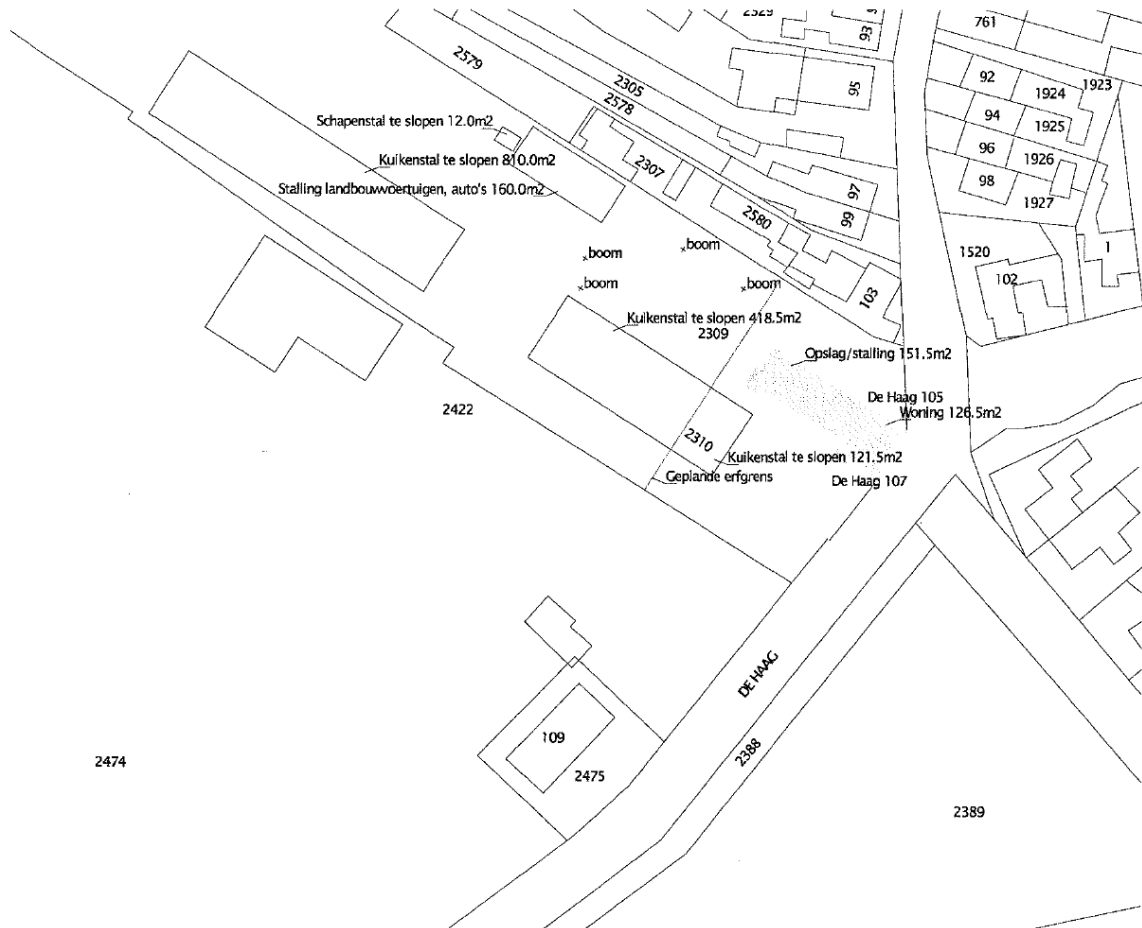 2529
93
761
2579
95
92
1923
2305
1924
2578
94
Schapenstal te slopen 12.0m2
1925
96
Kuikenstal te slopen 810.0m2
1926
2307
98
97
Stalling landbouwvoertuigen, auto's 160.0m2
1927
99
2580
boom
boom
1520
1
102
boom
boom
103
Kuikenstal te slopen 418.5m2
2309
Opslag/stalling 151.5m2
De Haag 105
Woning 126.5m2
2422
2310
Kuikenstal te slopen 121.5m2
Geplande erfgrens
De Haag 107
DE HAAG
109
2388
2474
2475
2389